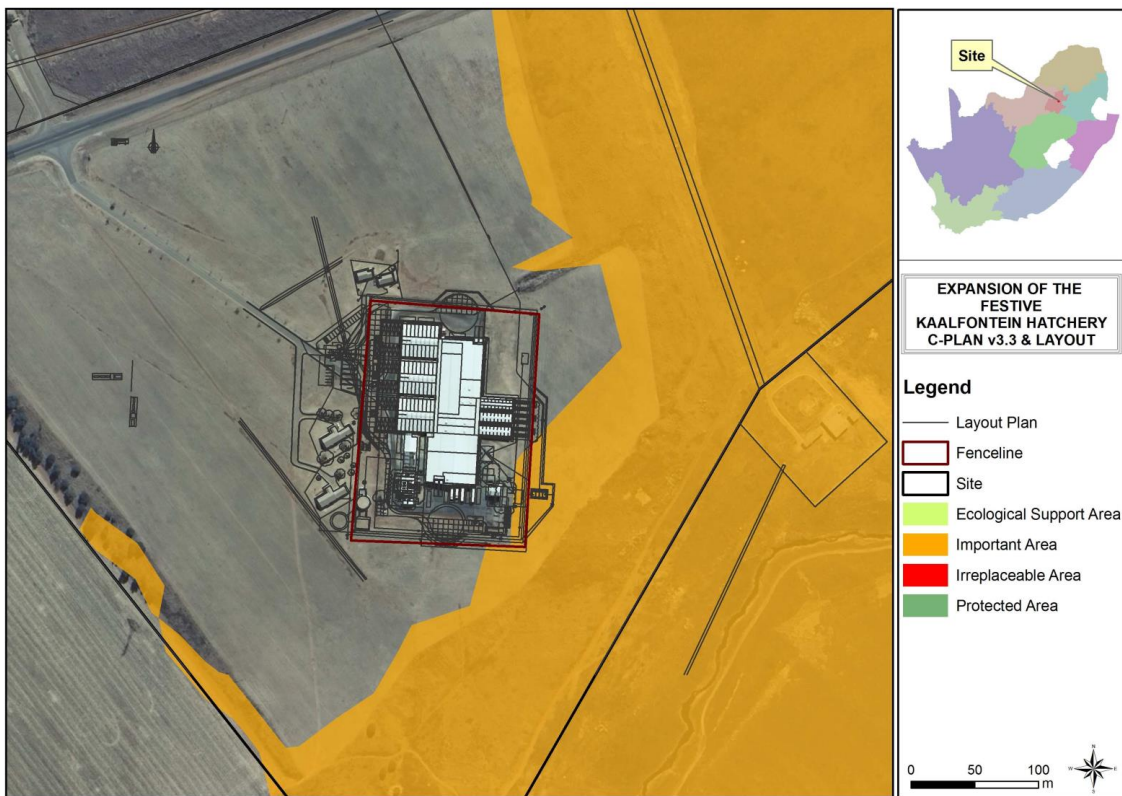 Site
EXPANSION OF THE
FESTIVE
KAALFONTEIN HATCHERY
C-PLAN v3.3 & LAYOUT
Legend
Layout Plan
Fenceline
Site
Ecological Support Area
Important Area
Irreplaceable Area
Protected Area
0 50 100
m
N
W E
S